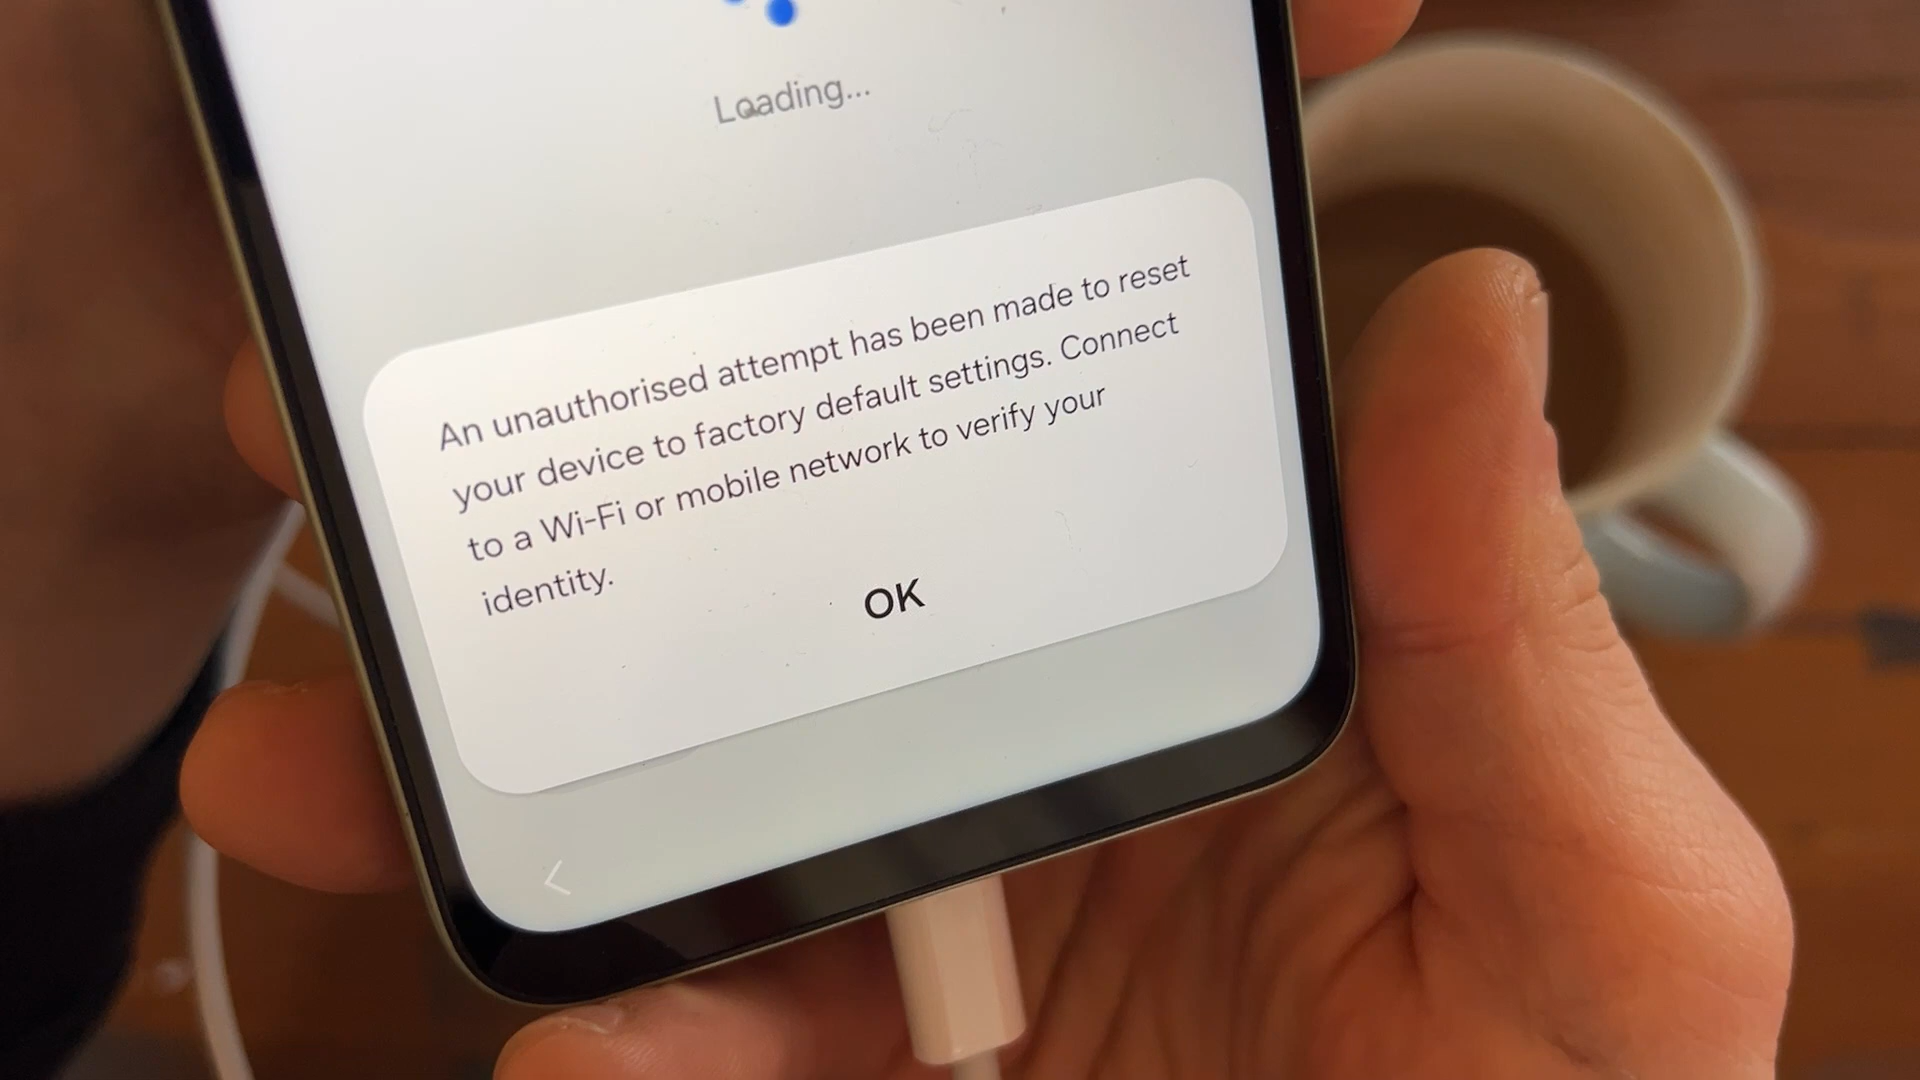 Loading...
An unauthorised attempt has been made to reset
your device to factory default settings. Connect
to a Wi-Fi or mobile network to verify your
identity.
OK